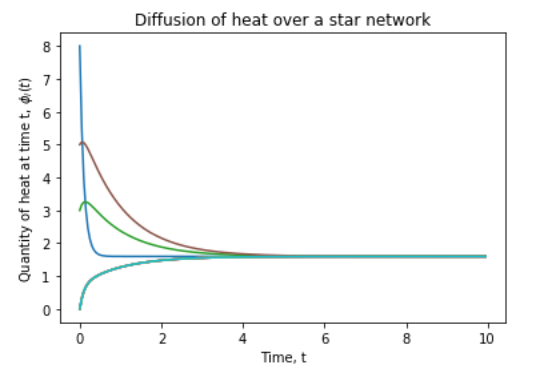 Diffusion of heat over a star network
Quantity of heat at time t, ϕᵢ(t)
8
7
6
5
4
3
2
1
0
0 2 4 6 8 10
Time, t